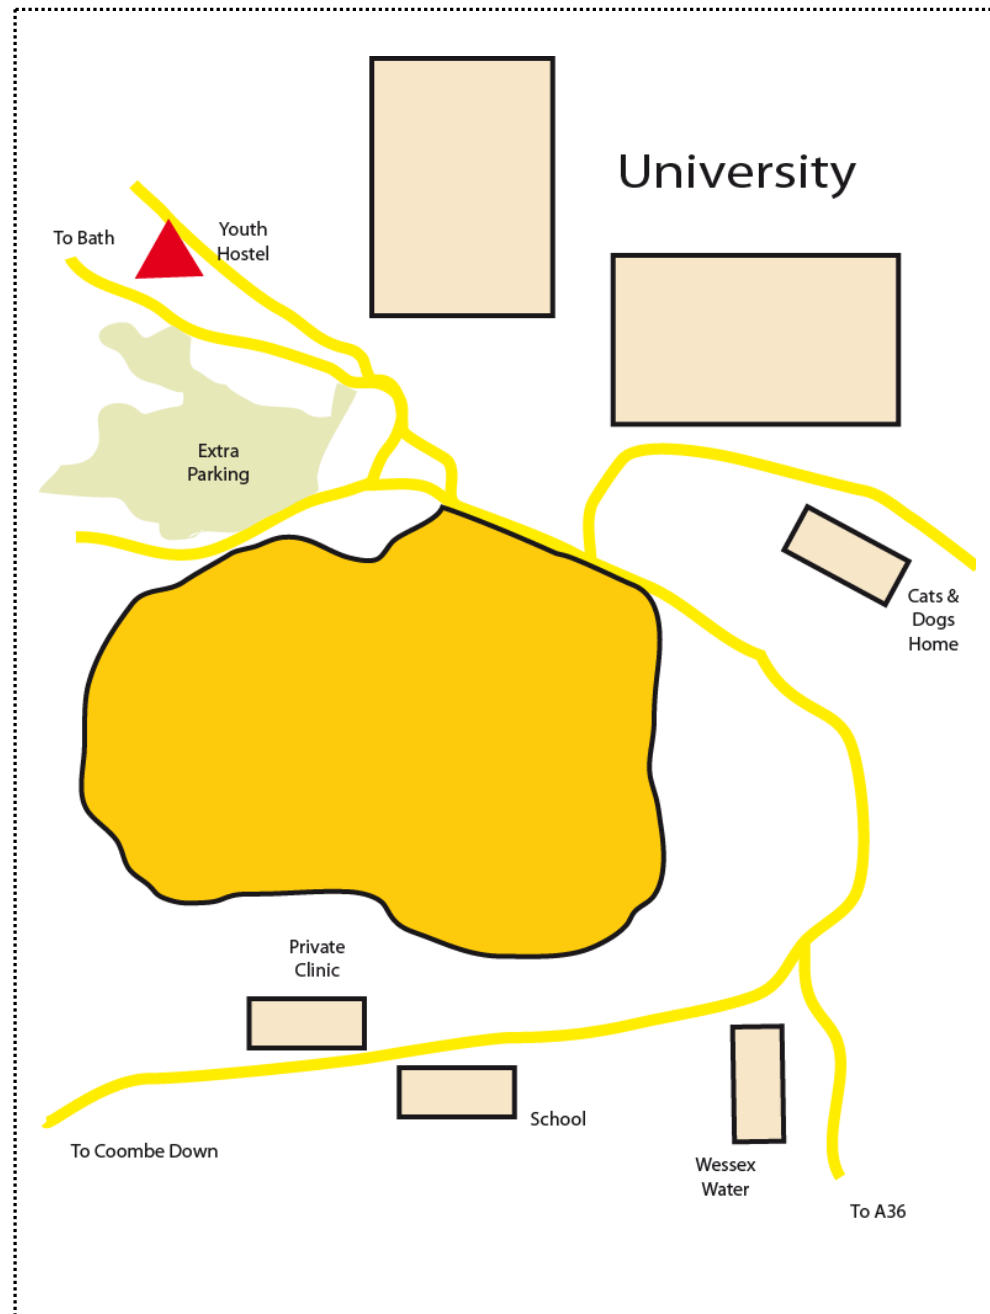 University
Youth
Hostel
To Bath
Extra
Parking
Cats &
Dogs
Home
Private
Clinic
School
To Coombe Down
Wessex
Water
To A36